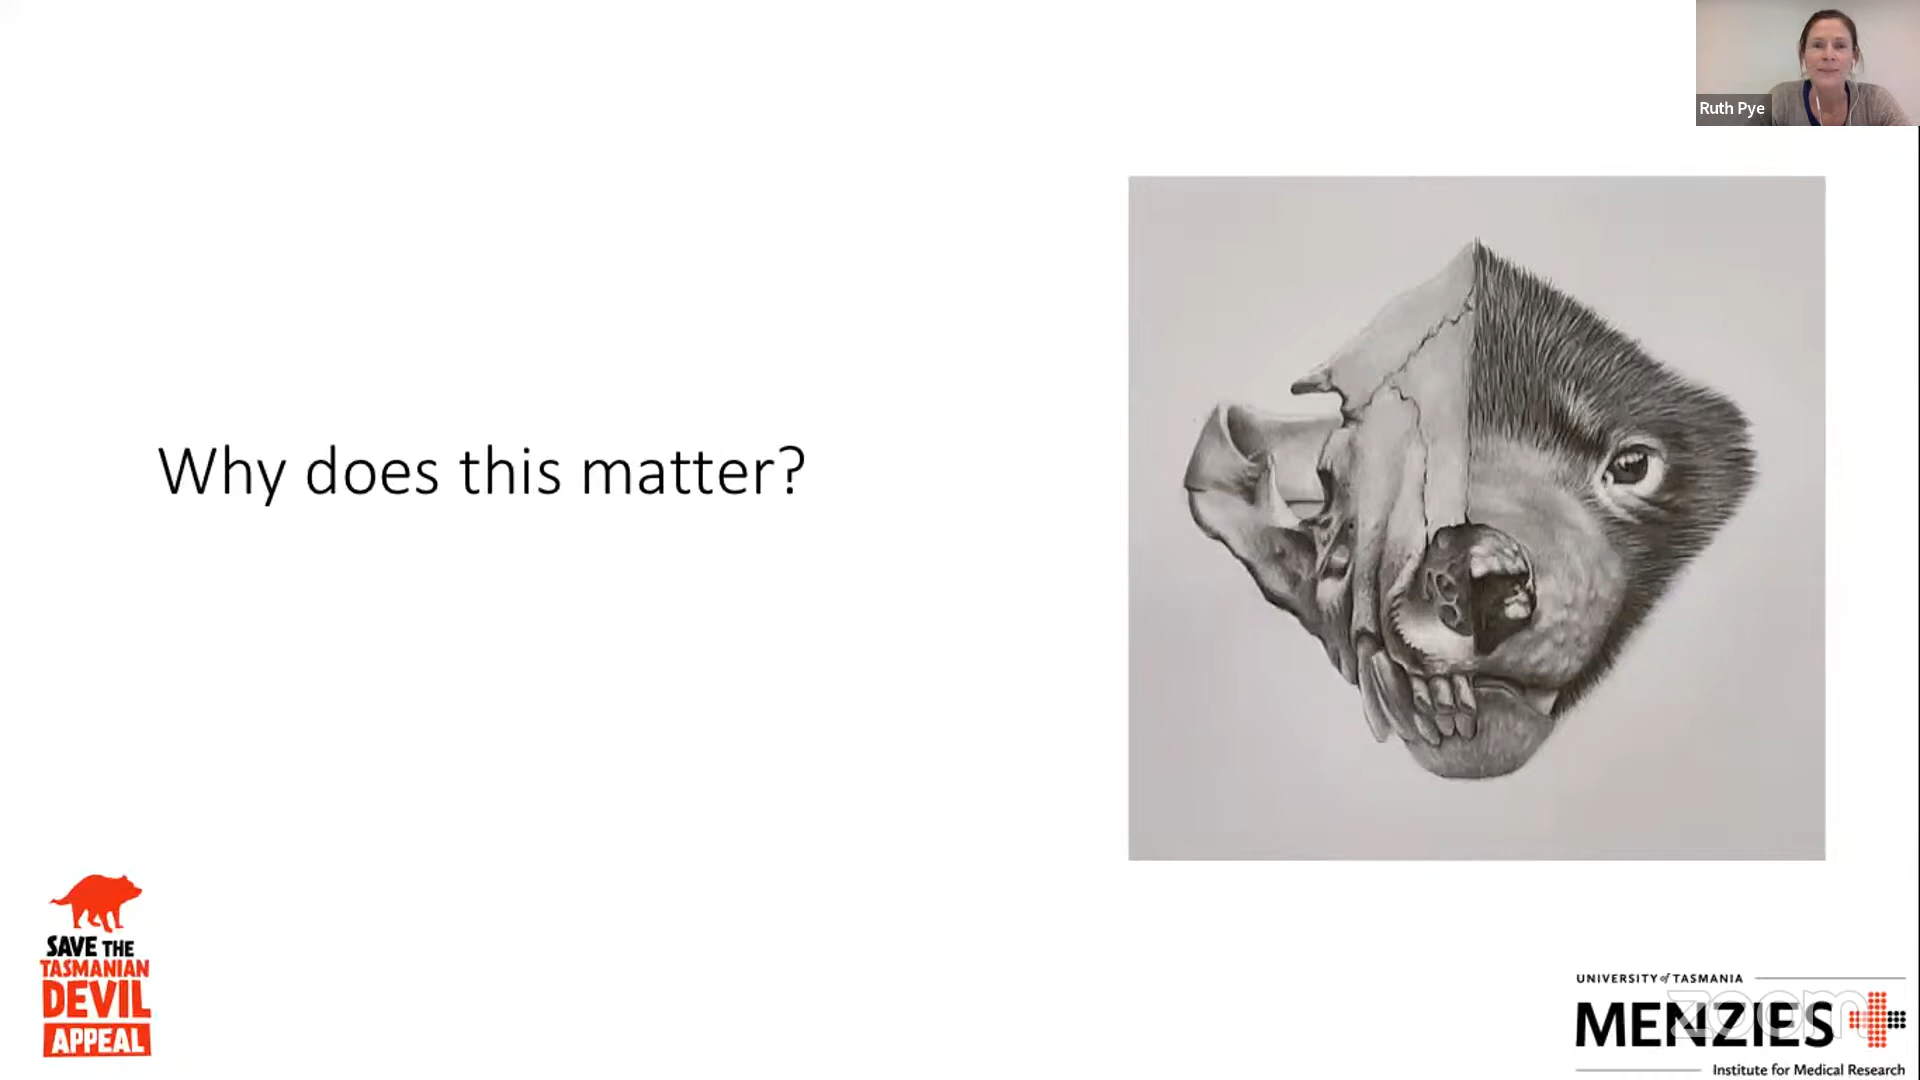 Ruth Pye
Why does this matter?
SAVE THE
TASMANIAN
DEVIL
APPEAL
UNIVERSITY of TASMANIA
zoom
MENZIES
Institute for Medical Research